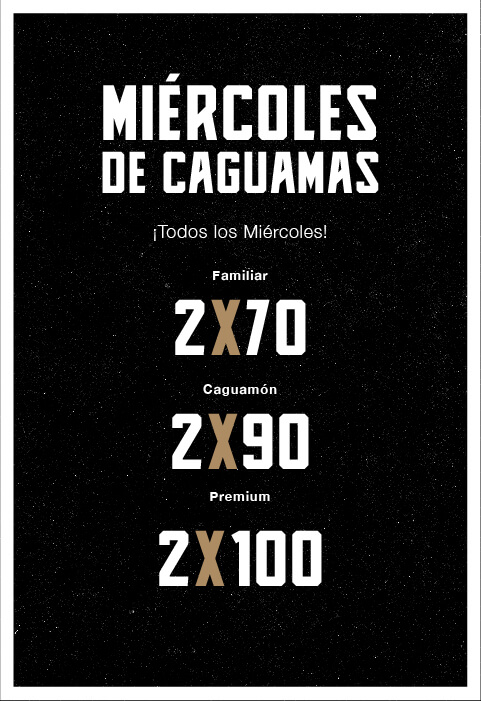 MIÉRCOLES
DE CAGUAMAS
¡Todos los Miércoles!
Familiar
2X70
Caguamón
2X90
Premium
2X100